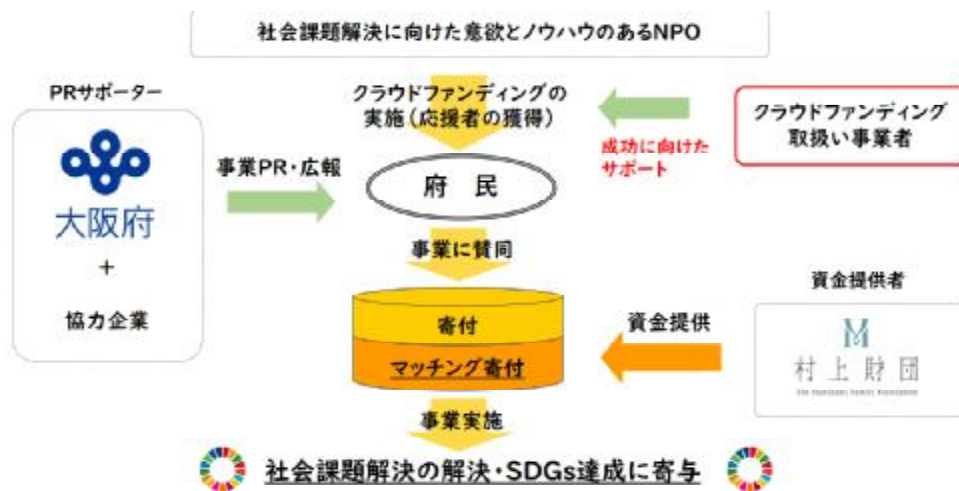 社会課題解決に向けた意欲とノウハウのあるNPO
PRサポーター
クラウドファンディングの
実施(応援者の獲得)
クラウドファンディング
取扱い事業者
成功に向けた
サポート
事業PR・広報
府 民
大阪府
+
協力企業
事業に賛同
資金提供者
寄付
資金提供
マッチング寄付
村上財団
The Murakami Family Foundation
事業実施
社会課題解決の解決・SDGs達成に寄与